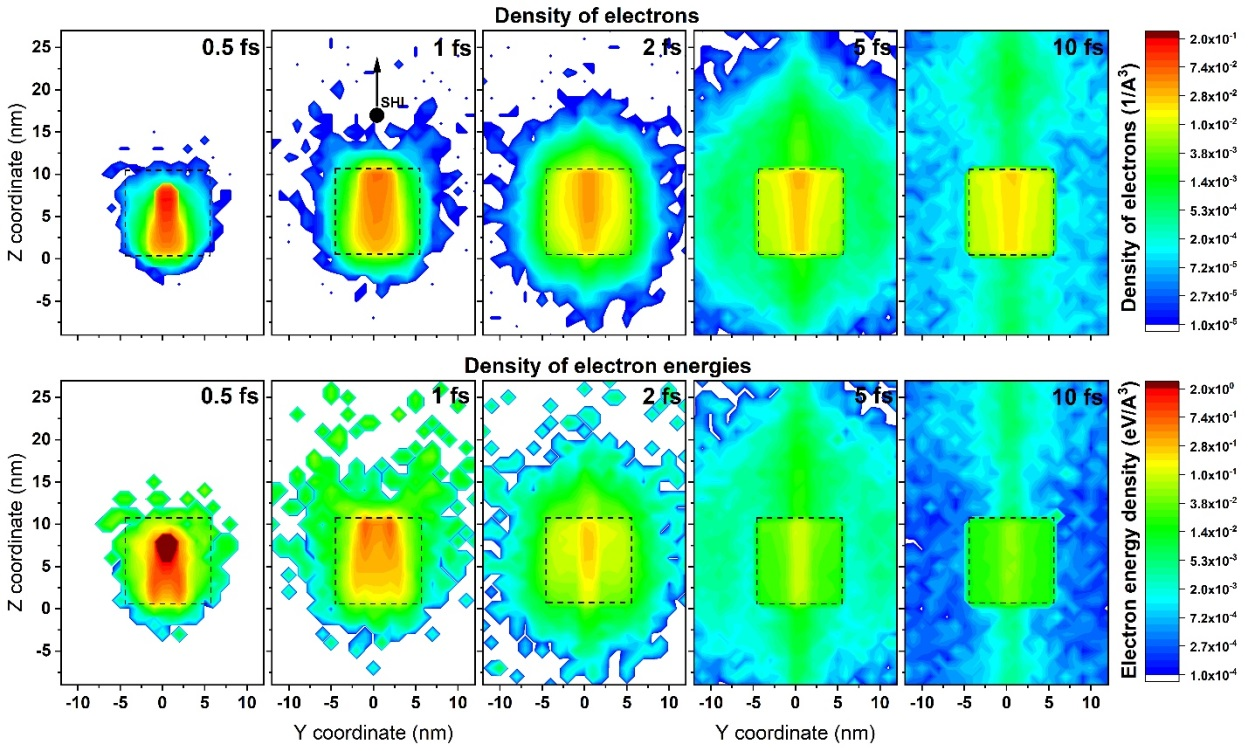 Density of electrons
0.5 fs 1 fs 2 fs 5 fs 10 fs
SHI
Z coordinate (nm)
25
20
15
10
5
0
-5
Density of electrons (1/A³)
2.0x10⁻¹
7.4x10⁻²
2.8x10⁻²
1.0x10⁻²
3.8x10⁻³
1.4x10⁻³
5.3x10⁻⁴
2.0x10⁻⁴
7.2x10⁻⁵
2.7x10⁻⁵
1.0x10⁻⁵
Density of electron energies
0.5 fs 1 fs 2 fs 5 fs 10 fs
Z coordinate (nm)
25
20
15
10
5
0
-5
-10 -5 0 5 10 -10 -5 0 5 10 -10 -5 0 5 10 -10 -5 0 5 10 -10 -5 0 5 10
Y coordinate (nm) Y coordinate (nm)
Electron energy density (eV/A³)
2.0x10⁰
7.4x10⁻¹
2.8x10⁻¹
1.0x10⁻¹
3.8x10⁻²
1.4x10⁻²
5.3x10⁻³
2.0x10⁻³
7.2x10⁻⁴
2.7x10⁻⁴
1.0x10⁻⁴